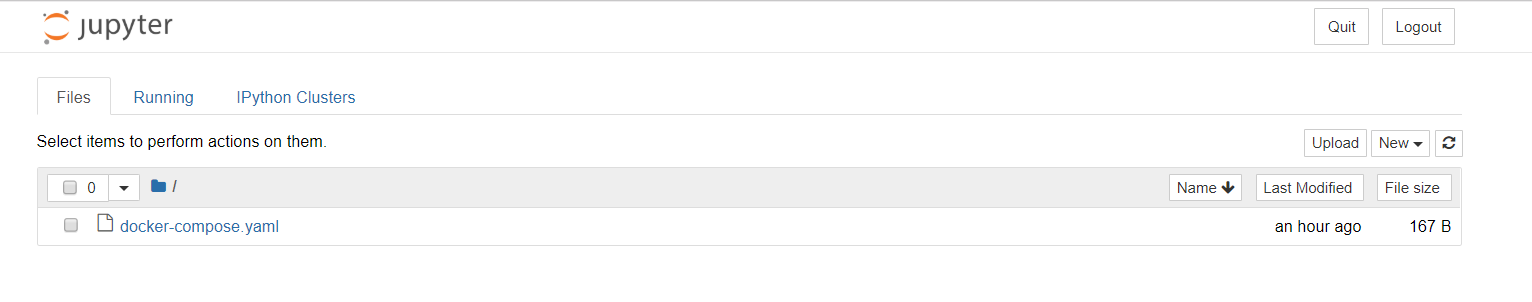 jupyter
Quit Logout
Files Running IPython Clusters
Select items to perform actions on them.
Upload New
0 /
Name Last Modified File size
docker-compose.yaml an hour ago 167 B